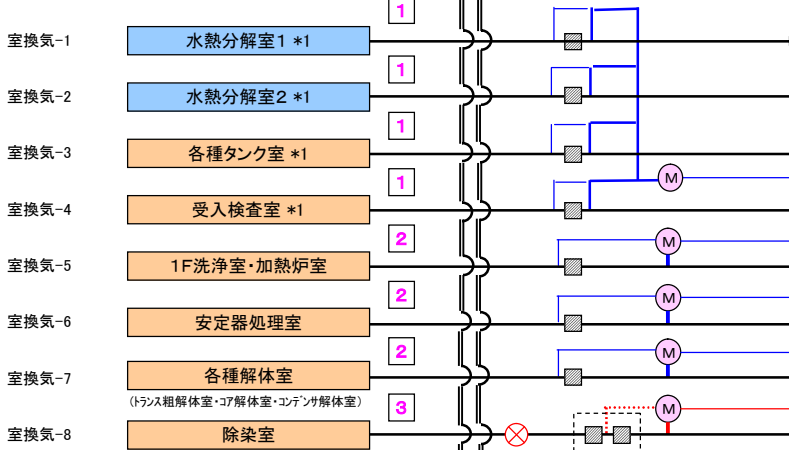 1
室換気-1 水熱分解室1 *1
1
室換気-2 水熱分解室2 *1
1
室換気-3 各種タンク室 *1
1
M
室換気-4 受入検査室 *1
2
M
室換気-5 1F洗浄室・加熱炉室
2
M
室換気-6 安定器処理室
2
M
室換気-7 各種解体室
(トランス粗解体室・コア解体室・コンデンサ解体室)
3
M
室換気-8 除染室